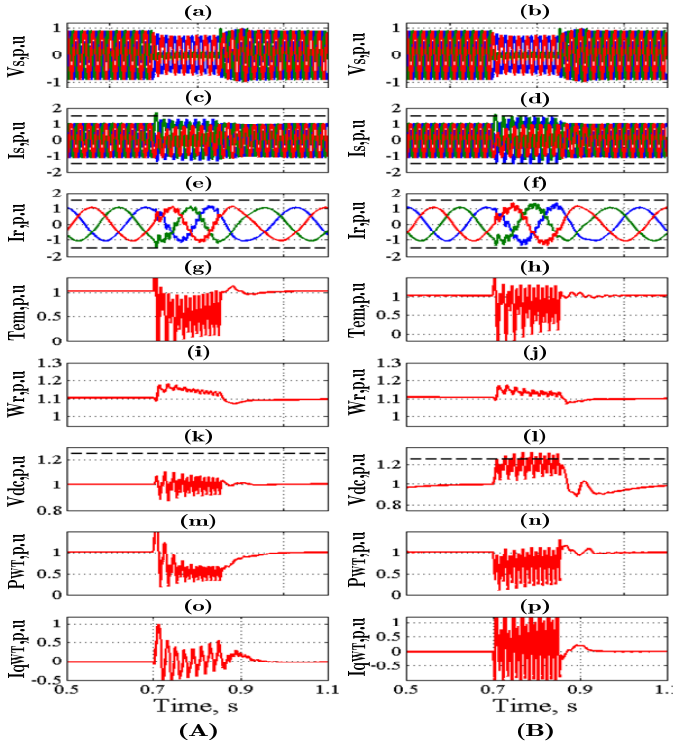 (a) (b)
Vs,p.u 1 0 -1
Vs,p.u 1 0 -1
(c) (d)
Is,p.u 2 1 0 -1 -2
Is,p.u 2 1 0 -1 -2
(e) (f)
Ir,p.u 2 1 0 -1 -2
Ir,p.u 2 1 0 -1 -2
(g) (h)
Tem,p.u 1 0.5 0
Tem,p.u 1 0.5 0
(i) (j)
Wr,p.u 1.3 1.2 1.1 1
Wr,p.u 1.3 1.2 1.1 1
(k) (l)
Vdc,p.u 1.2 1 0.8
Vdc,p.u 1.2 1 0.8
(m) (n)
PWT,p.u 1 0.5 0
PWT,p.u 1 0.5 0
(o) (p)
IqWT,p.u 1 0.5 0 -0.5
IqWT,p.u 1 0.5 0 -0.5
0.5 0.7 0.9 1.1
0.5 0.7 0.9 1.1
Time, s Time, s
(A) (B)